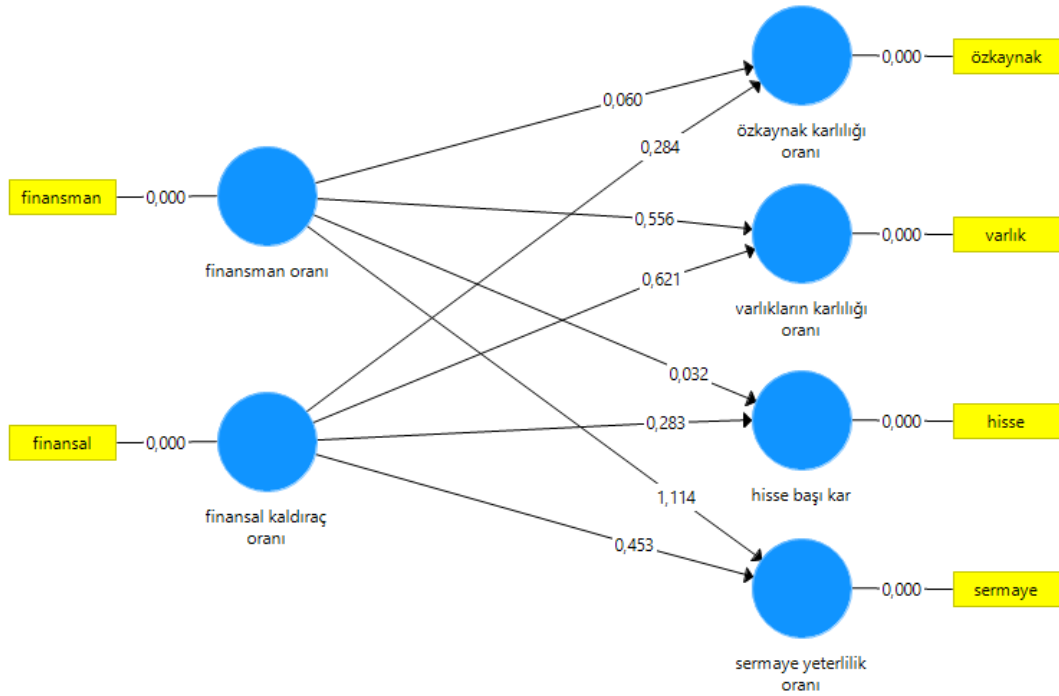 özkaynak
0,000
özkaynak karlılığı
oranı
0,060
0,284
finansman
0,000
finansman oranı
0,556
varlık
0,000
varlıkların karlılığı
oranı
0,621
0,032
finansal
0,000
finansal kaldıraç
oranı
0,283
hisse
0,000
hisse başı kar
1,114
0,453
sermaye
0,000
sermaye yeterlilik
oranı